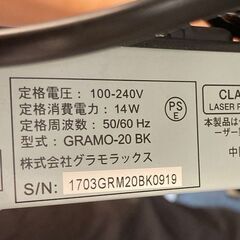 定格電圧：100-240V
定格消費電力：14W
定格周波数：50/60 Hz
型式：GRAMO-20 BK
株式会社グラモラックス
S/N: 1703GRM20BK0919
PS
E
CLA
LASER P
本製品は
ーザー
中